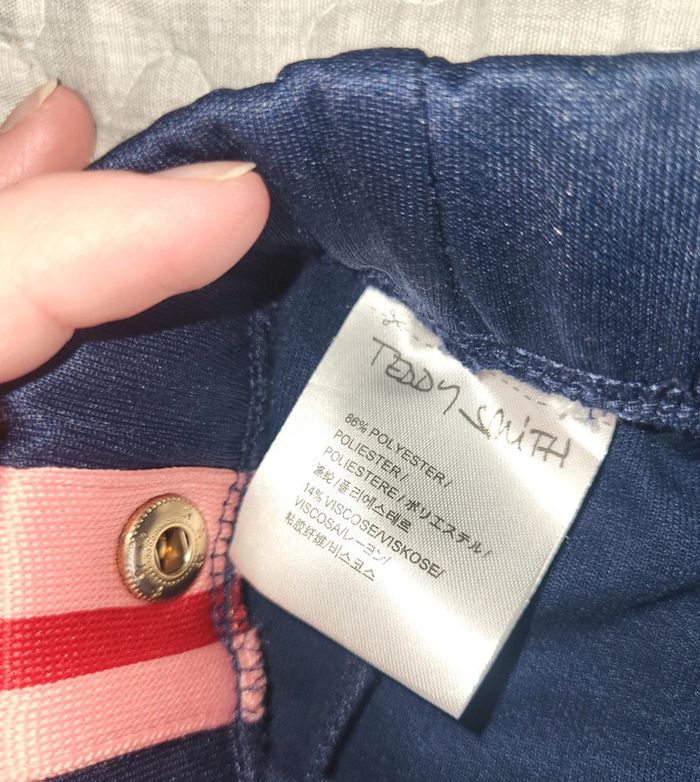 TEDDY SMITH
86% POLYESTER/
POLIESTER/
POLIESTERE/ポリエステル/
涤纶/폴리에스테르
14% VISCOSE/VISKOSE/
VISCOSA/レーヨン/
粘胶纤维/비스코스